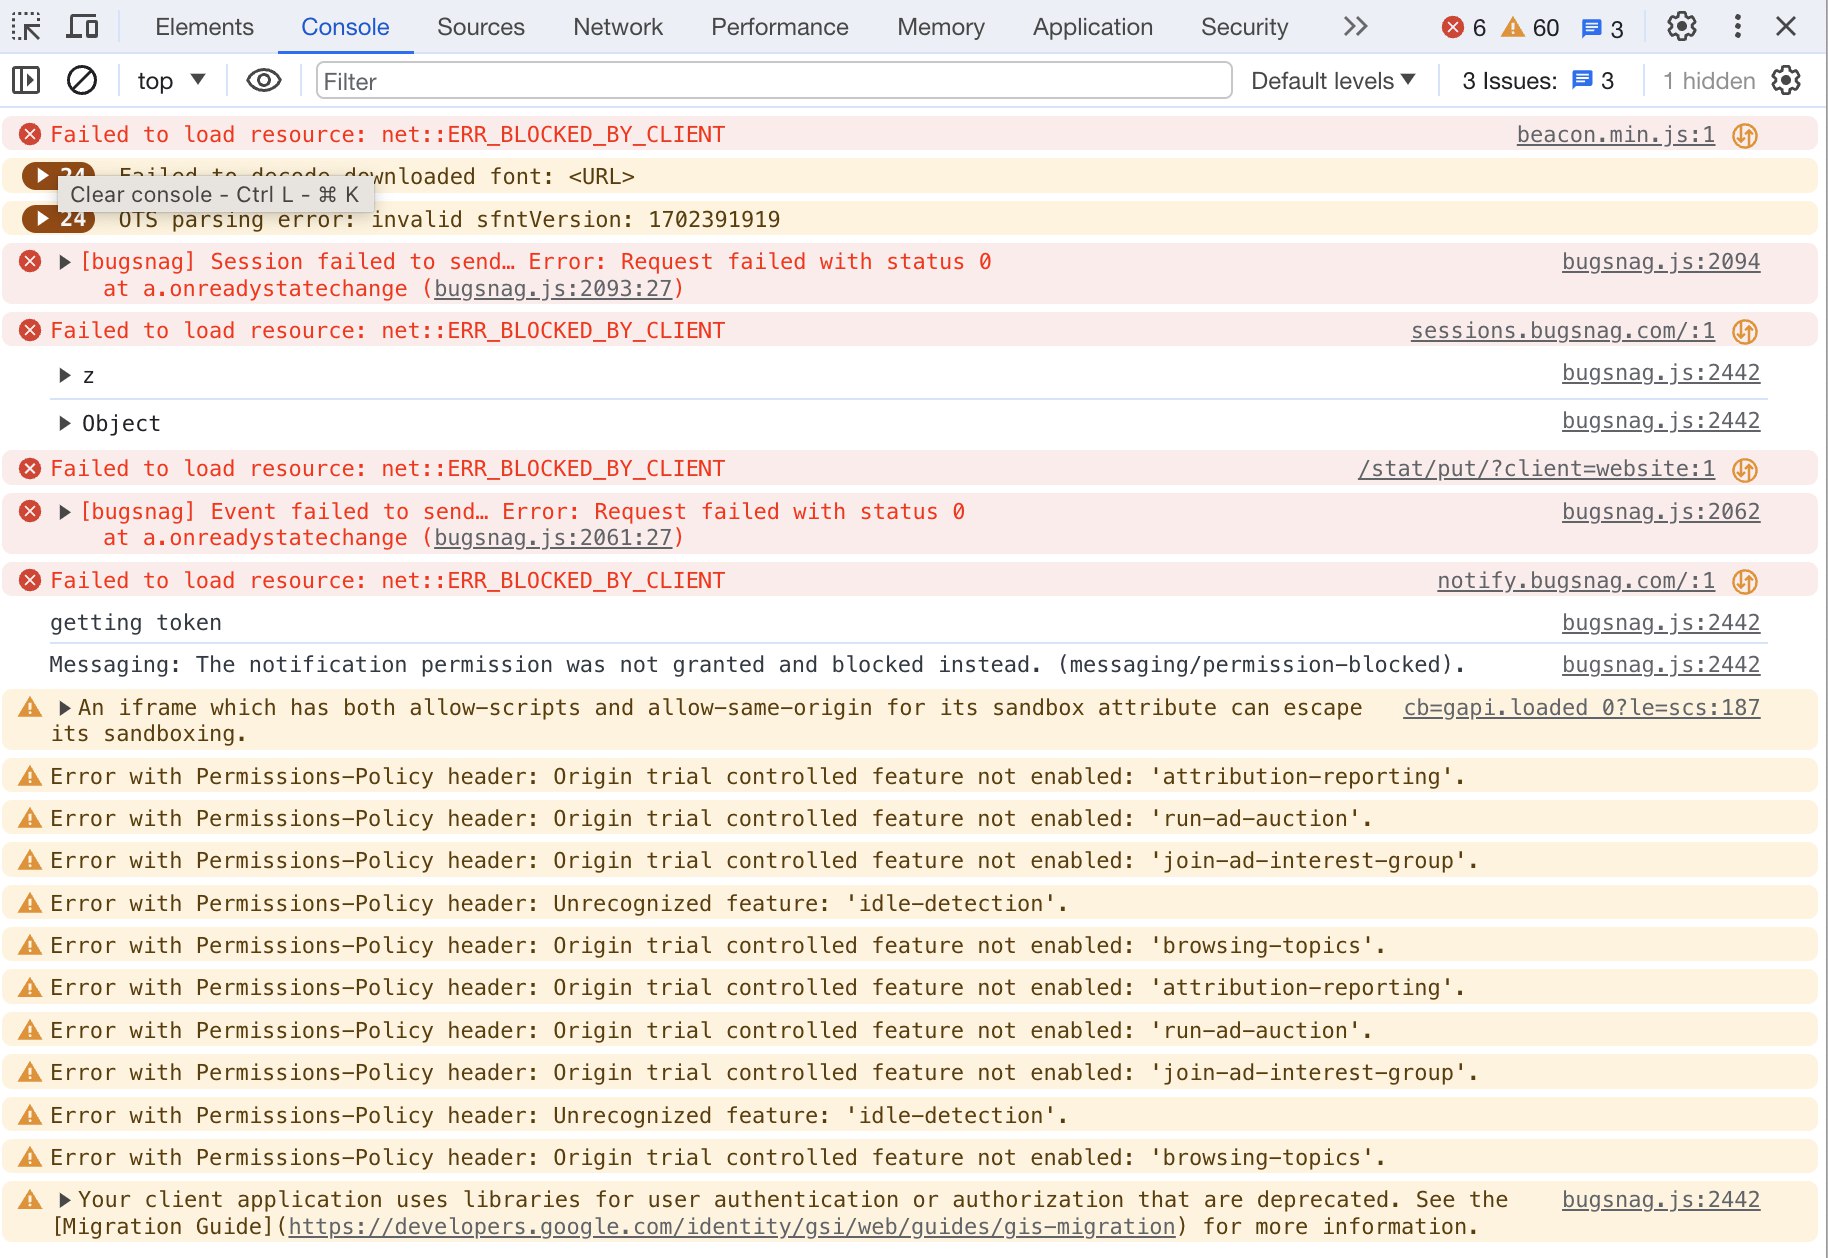 Elements Console Sources Network Performance Memory Application Security 6 60 3
top Filter Default levels 3 Issues: 3 1 hidden
Failed to load resource: net::ERR_BLOCKED_BY_CLIENT beacon.min.js:1
24 Failed to decode downloaded font: <URL>
Clear console - Ctrl L - ⌘ K
24 OTS parsing error: invalid sfntVersion: 1702391919
[bugsnag] Session failed to send… Error: Request failed with status 0 bugsnag.js:2094
at a.onreadystatechange (bugsnag.js:2093:27)
Failed to load resource: net::ERR_BLOCKED_BY_CLIENT sessions.bugsnag.com/:1
z bugsnag.js:2442
Object bugsnag.js:2442
Failed to load resource: net::ERR_BLOCKED_BY_CLIENT /stat/put/?client=website:1
[bugsnag] Event failed to send… Error: Request failed with status 0 bugsnag.js:2062
at a.onreadystatechange (bugsnag.js:2061:27)
Failed to load resource: net::ERR_BLOCKED_BY_CLIENT notify.bugsnag.com/:1
getting token bugsnag.js:2442
Messaging: The notification permission was not granted and blocked instead. (messaging/permission-blocked). bugsnag.js:2442
An iframe which has both allow-scripts and allow-same-origin for its sandbox attribute can escape cb=gapi.loaded_0?le=scs:187
its sandboxing.
Error with Permissions-Policy header: Origin trial controlled feature not enabled: 'attribution-reporting'.
Error with Permissions-Policy header: Origin trial controlled feature not enabled: 'run-ad-auction'.
Error with Permissions-Policy header: Origin trial controlled feature not enabled: 'join-ad-interest-group'.
Error with Permissions-Policy header: Unrecognized feature: 'idle-detection'.
Error with Permissions-Policy header: Origin trial controlled feature not enabled: 'browsing-topics'.
Error with Permissions-Policy header: Origin trial controlled feature not enabled: 'attribution-reporting'.
Error with Permissions-Policy header: Origin trial controlled feature not enabled: 'run-ad-auction'.
Error with Permissions-Policy header: Origin trial controlled feature not enabled: 'join-ad-interest-group'.
Error with Permissions-Policy header: Unrecognized feature: 'idle-detection'.
Error with Permissions-Policy header: Origin trial controlled feature not enabled: 'browsing-topics'.
Your client application uses libraries for user authentication or authorization that are deprecated. See the bugsnag.js:2442
[Migration Guide](https://developers.google.com/identity/gsi/web/guides/gis-migration) for more information.